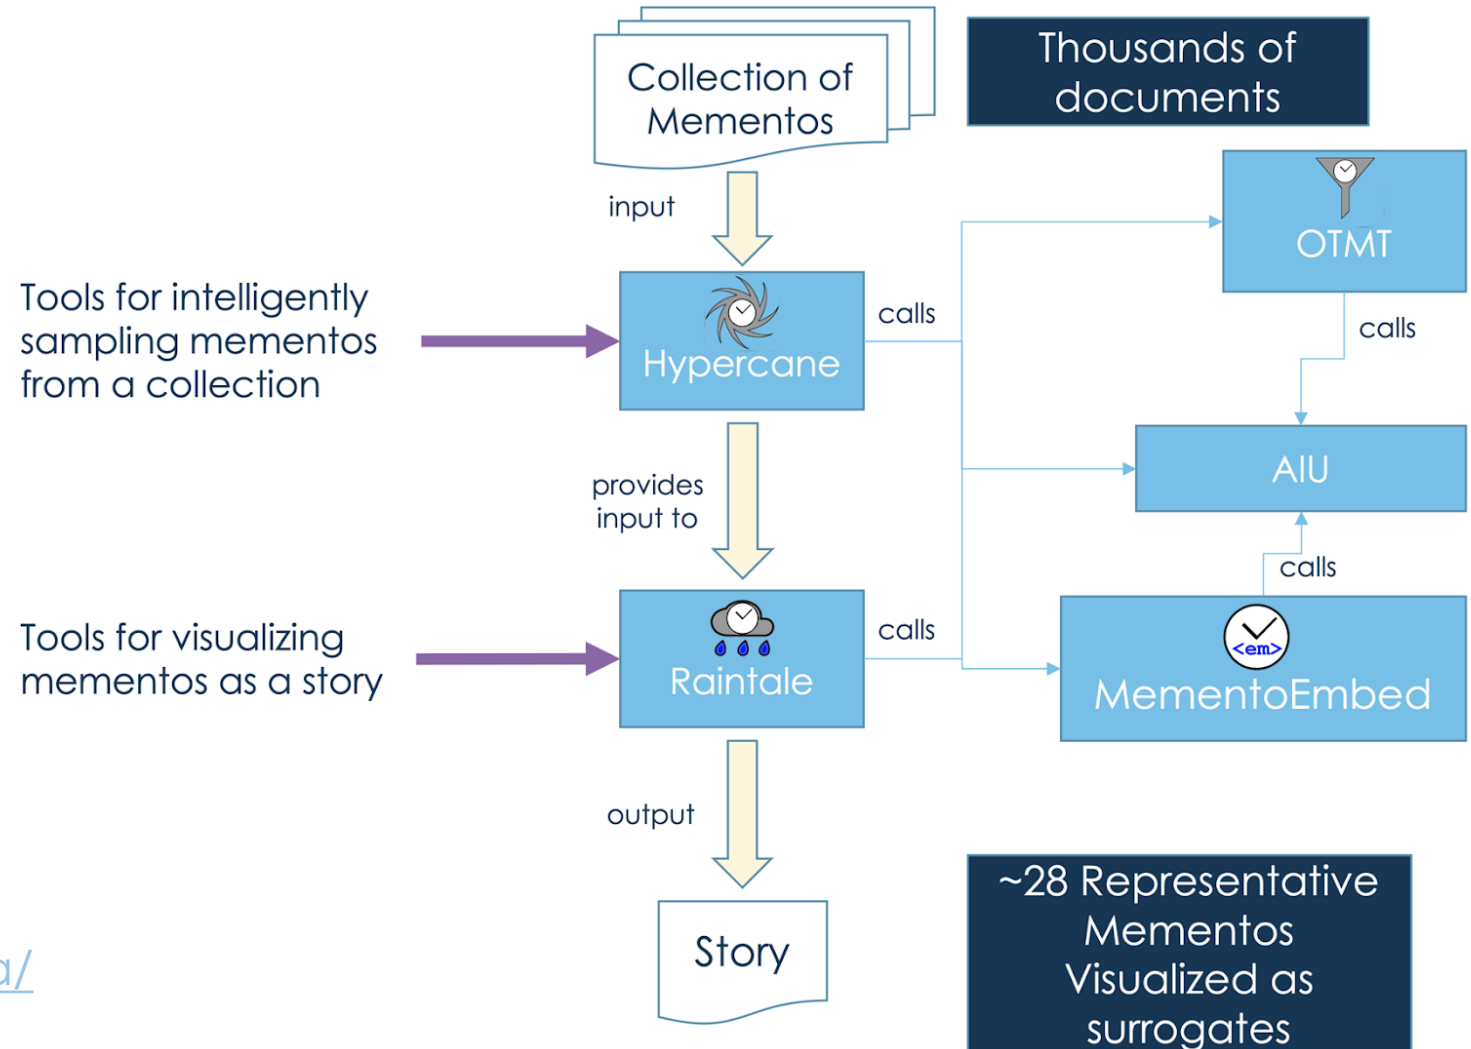 Collection of
Mementos
Thousands of
documents
input
OTMT
Tools for intelligently
sampling mementos
from a collection
calls
Hypercane
calls
AIU
provides
input to
calls
Tools for visualizing
mementos as a story
calls
Raintale
<em>
MementoEmbed
output
~28 Representative
Mementos
Visualized as
surrogates
Story
a/